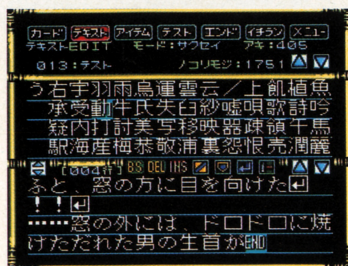 カード テキスト アイテム テスト エンド イチラン メニュー
テキストEDIT モード:サクセイ アキ:405
013:テスト ノコリモジ:1751
う右宇羽雨烏運雲云/上飢植魚
承受動牛氏失臼紗嘘唄歌詩吟
疑内打討美写移映器疎領千馬
駅海産梅恭敬浦裏怨恨売潤麗
[004行] BS DEL INS
ふと、窓の方に目を向けた
!!
……窓の外には、ドロドロに焼
けただれた男の生首がEND